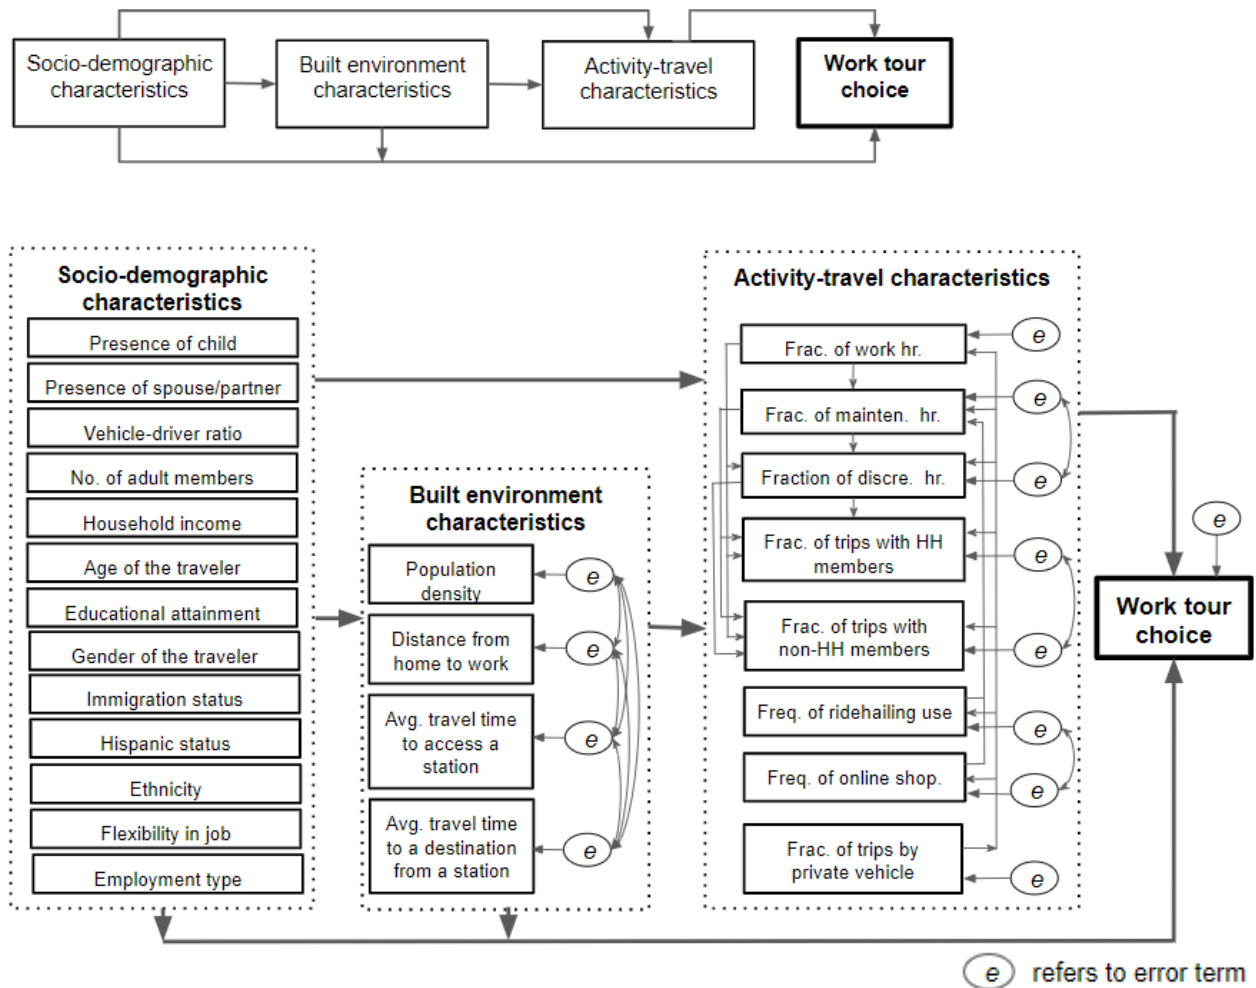 Socio-demographic
characteristics
Built environment
characteristics
Activity-travel
characteristics
Work tour
choice
Socio-demographic
characteristics
Presence of child
Presence of spouse/partner
Vehicle-driver ratio
No. of adult members
Household income
Age of the traveler
Educational attainment
Gender of the traveler
Immigration status
Hispanic status
Ethnicity
Flexibility in job
Employment type
Built environment
characteristics
Population
density
e
Distance from
home to work
e
Avg. travel time
to access a
station
e
Avg. travel time
to a destination
from a station
e
Activity-travel characteristics
Frac. of work hr.
e
Frac. of mainten. hr.
e
Fraction of discre. hr.
e
Frac. of trips with HH
members
e
Frac. of trips with
non-HH members
e
Freq. of ridehailing use
e
Freq. of online shop.
e
Frac. of trips by
private vehicle
e
e
Work tour
choice
e refers to error term